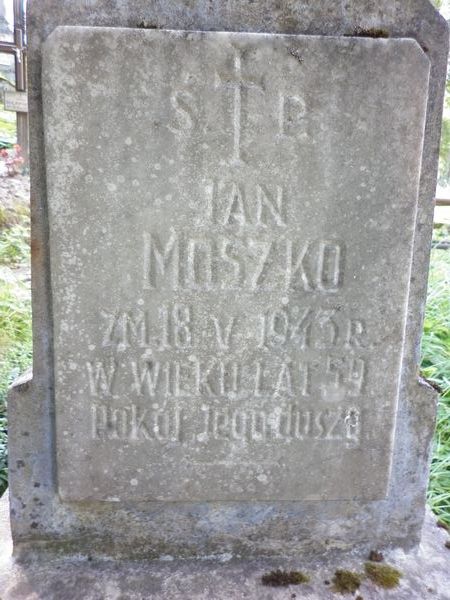 Ś. P.
JAN
MOSZKO
ZM. 18 V 1943 R.
W WIEKU LAT 59
Pokój jego duszy